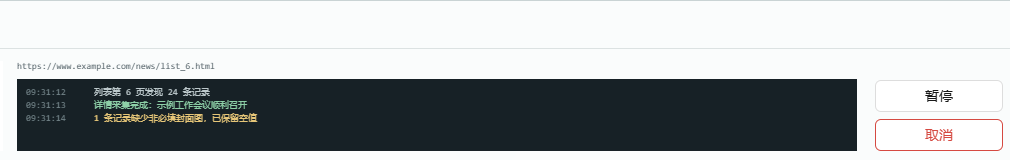 https://www.example.com/news/list_6.html
09:31:12 列表第 6 页发现 24 条记录
09:31:13 详情采集完成：示例工作会议顺利召开
09:31:14 1 条记录缺少非必填封面图，已保留空值
暂停
取消